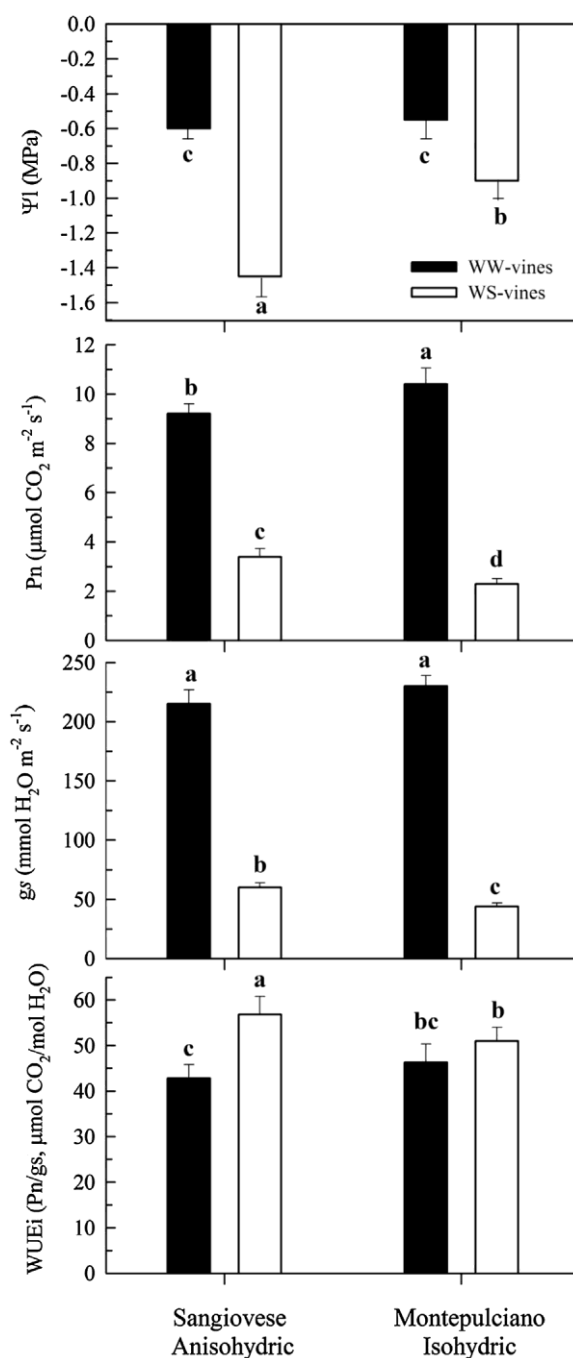 0.0
-0.2
-0.4
-0.6
-0.8
-1.0
-1.2
-1.4
-1.6
Ψl (MPa)
c
a
c
b
WW-vines
WS-vines
12
10
8
6
4
2
0
Pn (μmol CO₂ m⁻² s⁻¹)
b
c
a
d
250
200
150
100
50
0
gs (mmol H₂O m⁻² s⁻¹)
a
b
a
c
60
50
40
30
20
10
0
WUEi (Pn/gs, μmol CO₂/mol H₂O)
c
a
bc
b
Sangiovese
Anisohydric
Montepulciano
Isohydric